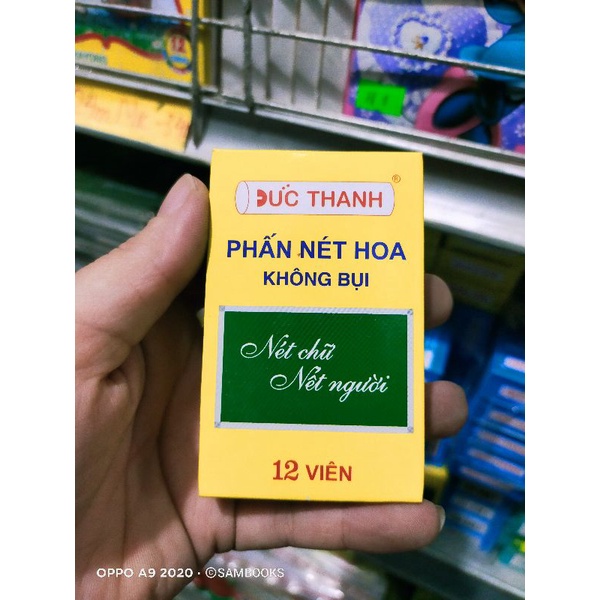 ĐỨC THANH ®
PHẤN NÉT HOA
KHÔNG BỤI
Nét chữ
Nết người
12 VIÊN
OPPO A9 2020 · ©SAMBOOKS